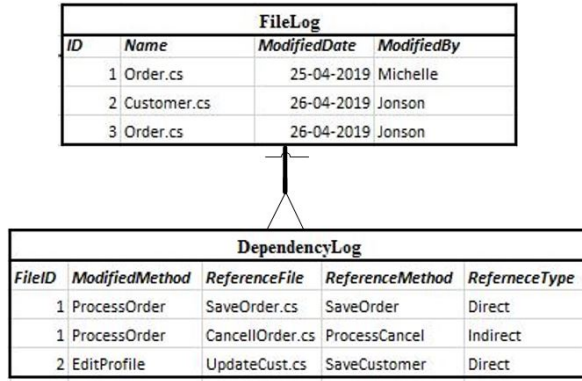 FileLog
ID Name ModifiedDate ModifiedBy
1 Order.cs 25-04-2019 Michelle
2 Customer.cs 26-04-2019 Jonson
3 Order.cs 26-04-2019 Jonson
DependencyLog
FileID ModifiedMethod ReferenceFile ReferenceMethod ReferneceType
1 ProcessOrder SaveOrder.cs SaveOrder Direct
1 ProcessOrder CancellOrder.cs ProcessCancel Indirect
2 EditProfile UpdateCust.cs SaveCustomer Direct